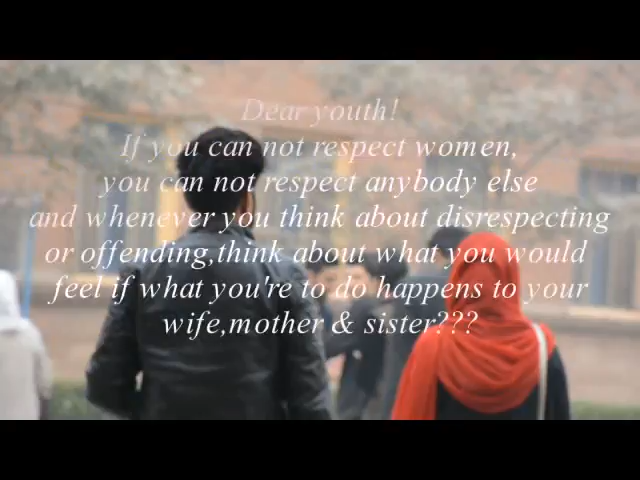 Dear youth!
If you can not respect women,
you can not respect anybody else
and whenever you think about disrespecting
or offending,think about what you would
feel if what you're to do happens to your
wife,mother & sister???